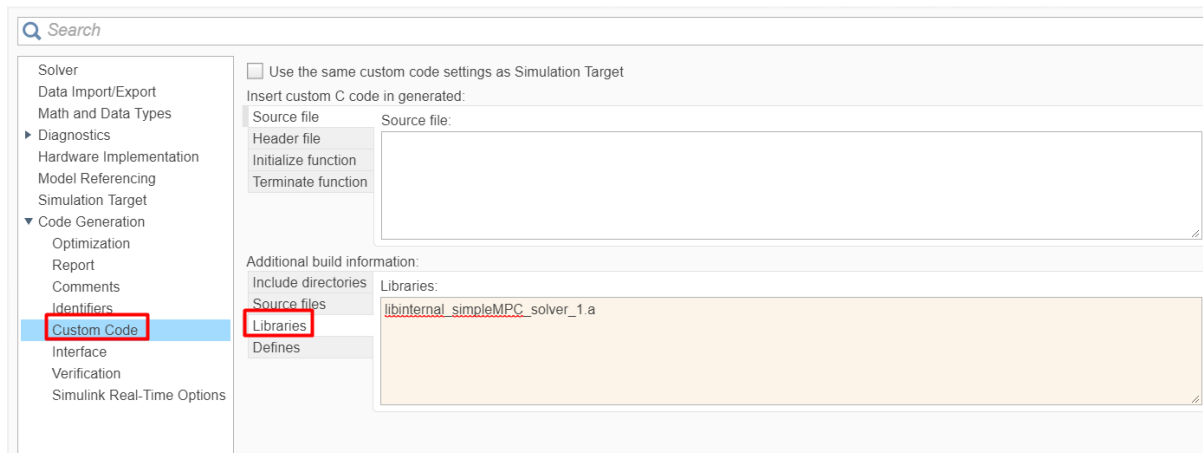 Search
Solver
Data Import/Export
Math and Data Types
Diagnostics
Hardware Implementation
Model Referencing
Simulation Target
Code Generation
Optimization
Report
Comments
Identifiers
Custom Code
Interface
Verification
Simulink Real-Time Options
Use the same custom code settings as Simulation Target
Insert custom C code in generated:
Source file
Header file
Initialize function
Terminate function
Source file:
Additional build information:
Include directories
Source files
Libraries
Defines
Libraries:
libinternal_simpleMPC_solver_1.a